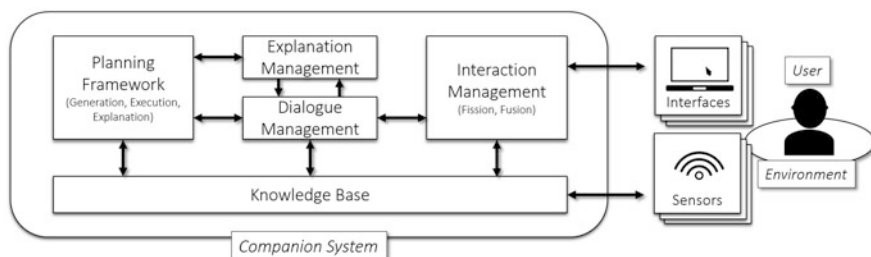 Planning
Framework
(Generation, Execution,
Explanation)
Explanation
Management
Dialogue
Management
Interaction
Management
(Fission, Fusion)
Knowledge Base
Companion System
Interfaces
Sensors
User
Environment